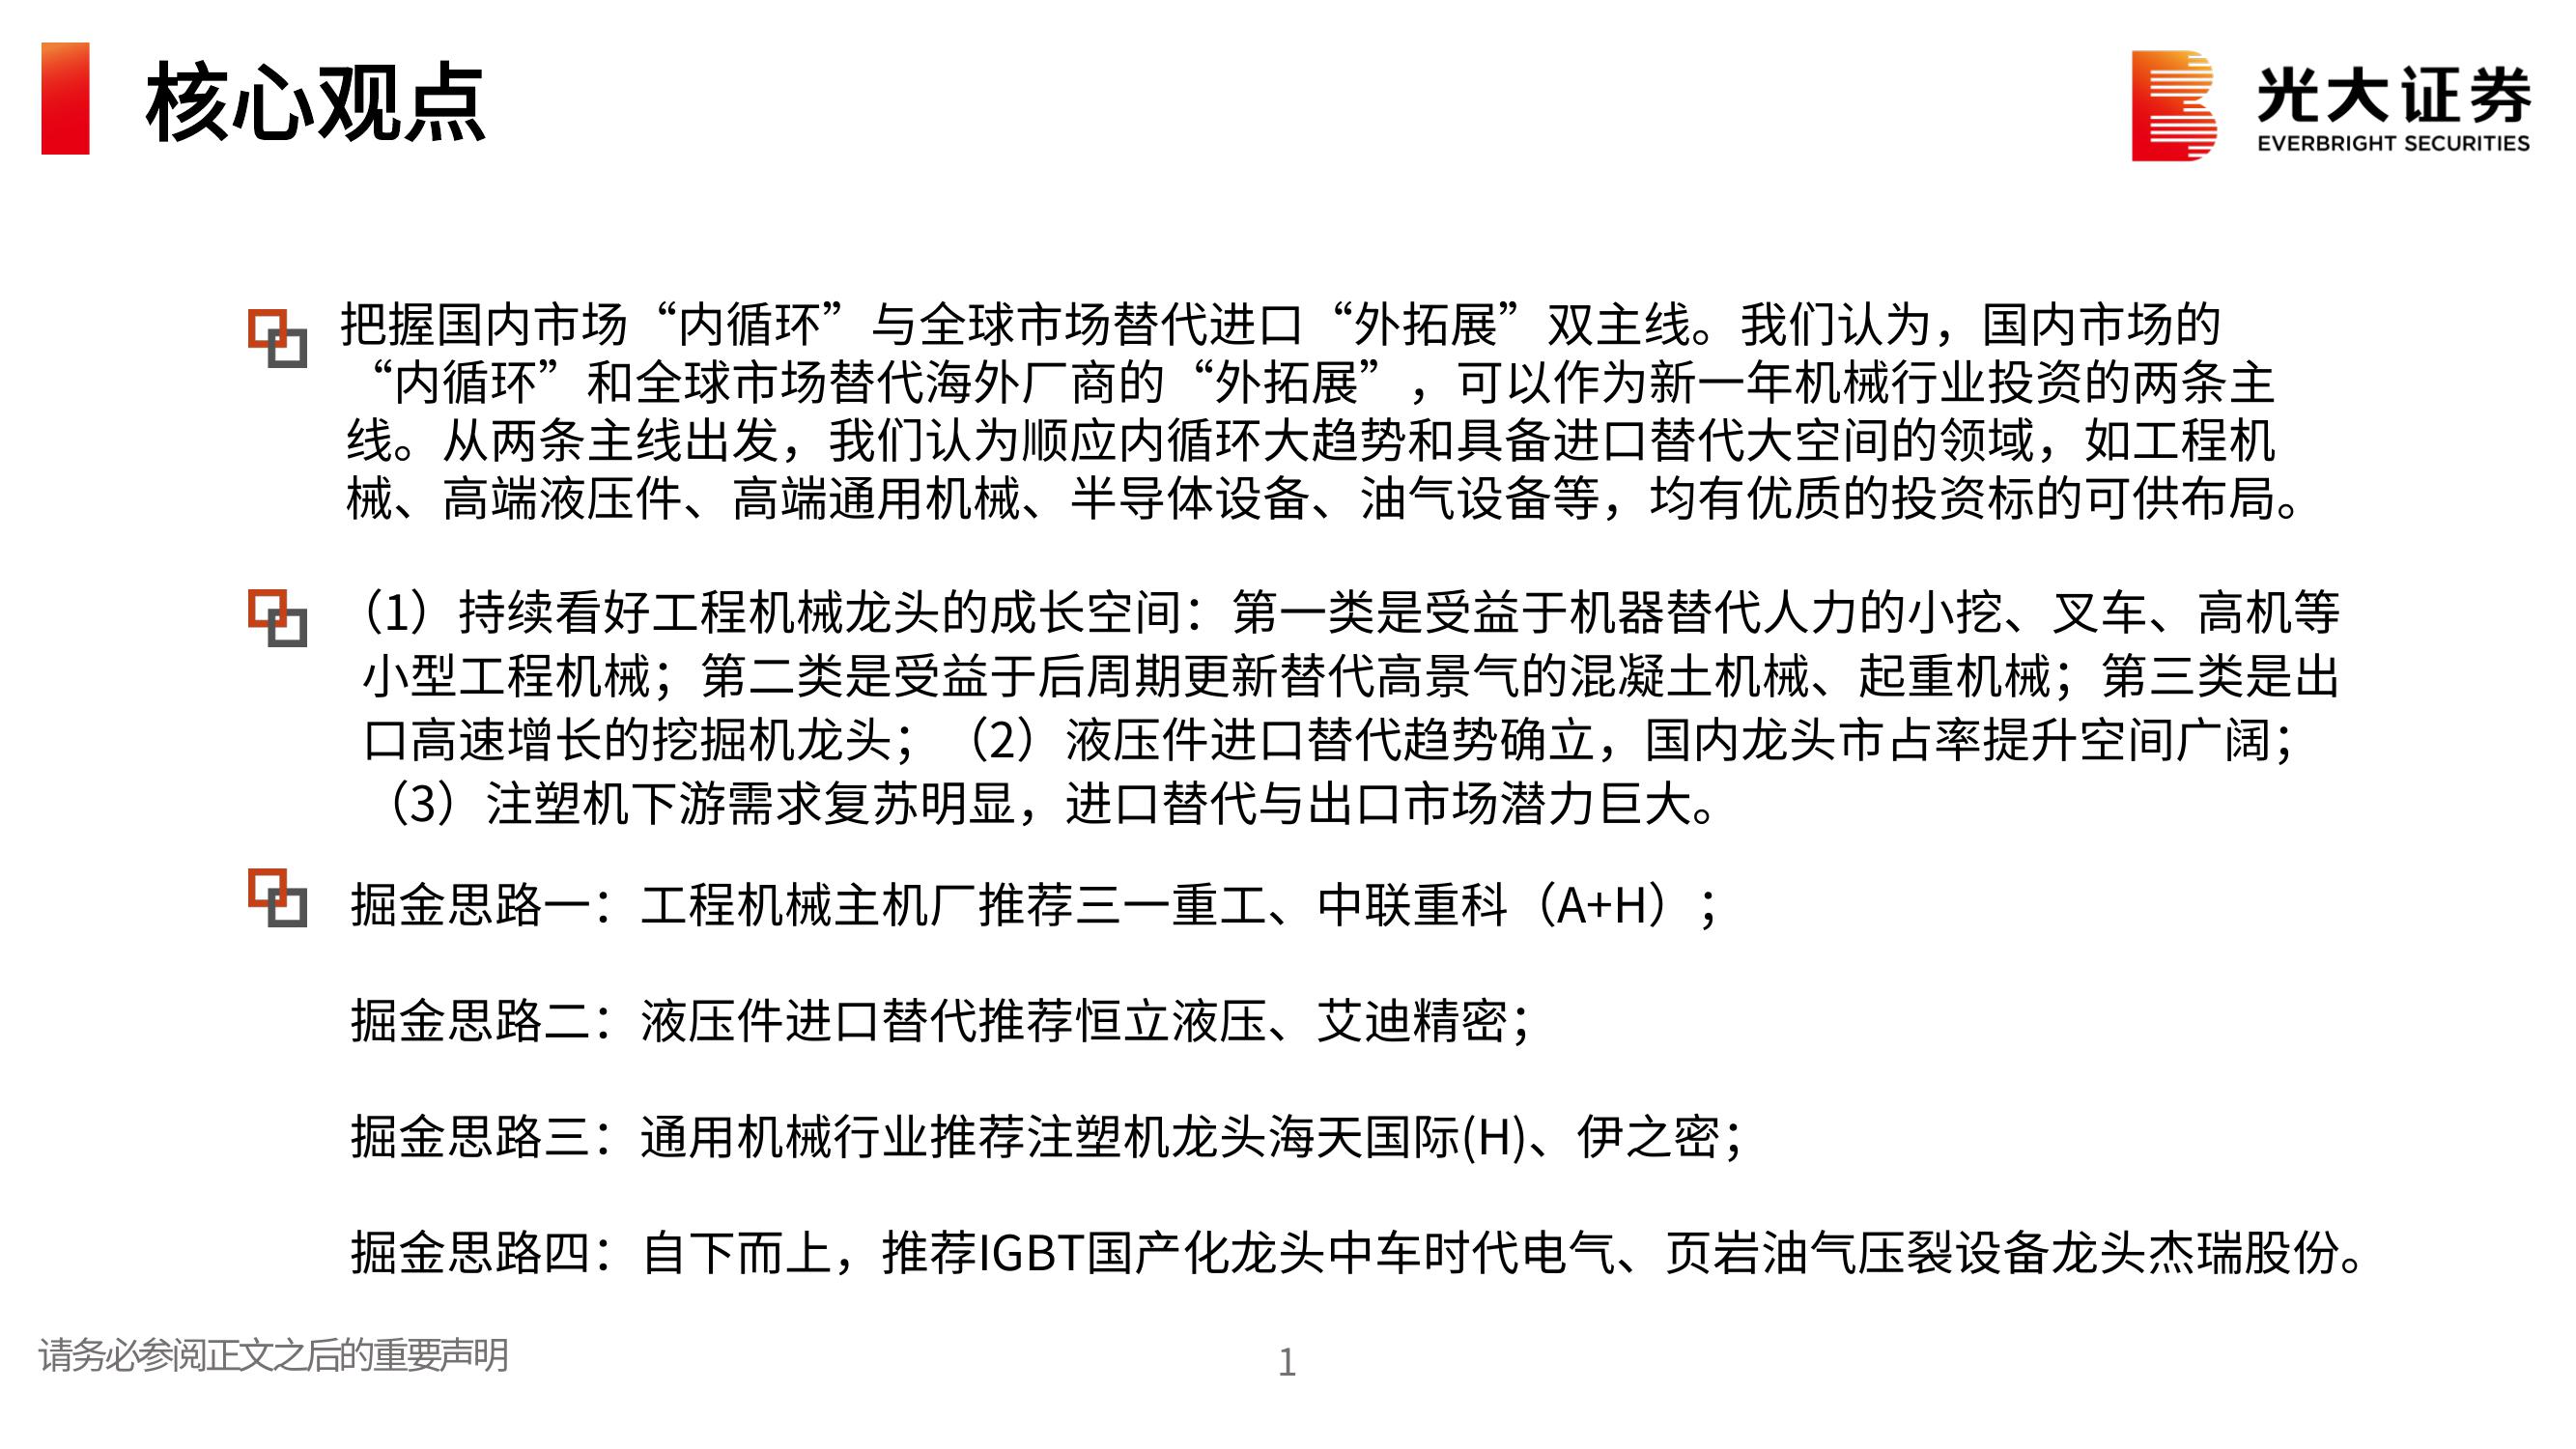 核心观点
光大证券
EVERBRIGHT SECURITIES
把握国内市场“内循环”与全球市场替代进口“外拓展”双主线。我们认为，国内市场的
“内循环”和全球市场替代海外厂商的“外拓展”，可以作为新一年机械行业投资的两条主
线。从两条主线出发，我们认为顺应内循环大趋势和具备进口替代大空间的领域，如工程机
械、高端液压件、高端通用机械、半导体设备、油气设备等，均有优质的投资标的可供布局。
（1）持续看好工程机械龙头的成长空间：第一类是受益于机器替代人力的小挖、叉车、高机等
小型工程机械；第二类是受益于后周期更新替代高景气的混凝土机械、起重机械；第三类是出
口高速增长的挖掘机龙头；（2）液压件进口替代趋势确立，国内龙头市占率提升空间广阔；
（3）注塑机下游需求复苏明显，进口替代与出口市场潜力巨大。
掘金思路一：工程机械主机厂推荐三一重工、中联重科（A+H）；
掘金思路二：液压件进口替代推荐恒立液压、艾迪精密；
掘金思路三：通用机械行业推荐注塑机龙头海天国际(H)、伊之密；
掘金思路四：自下而上，推荐IGBT国产化龙头中车时代电气、页岩油气压裂设备龙头杰瑞股份。
请务必参阅正文之后的重要声明
1